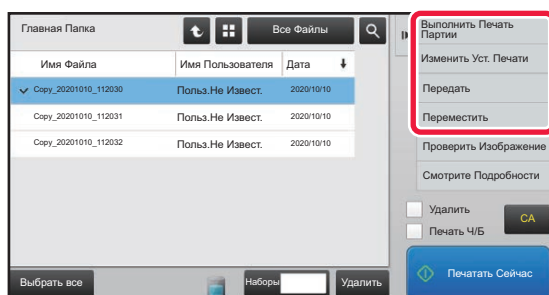 Главная Папка
Все Файлы
Имя Файла
Имя Пользователя
Дата
Copy_20201010_112030
Польз.Не Извест.
2020/10/10
Copy_20201010_112031
Польз.Не Извест.
2020/10/10
Copy_20201010_112032
Польз.Не Извест.
2020/10/10
Выбрать все
Наборы
Удалить
Выполнить Печать
Партии
Изменить Уст. Печати
Передать
Переместить
Проверить Изображение
Смотрите Подробности
Удалить
Печать Ч/Б
CA
Печатать Сейчас